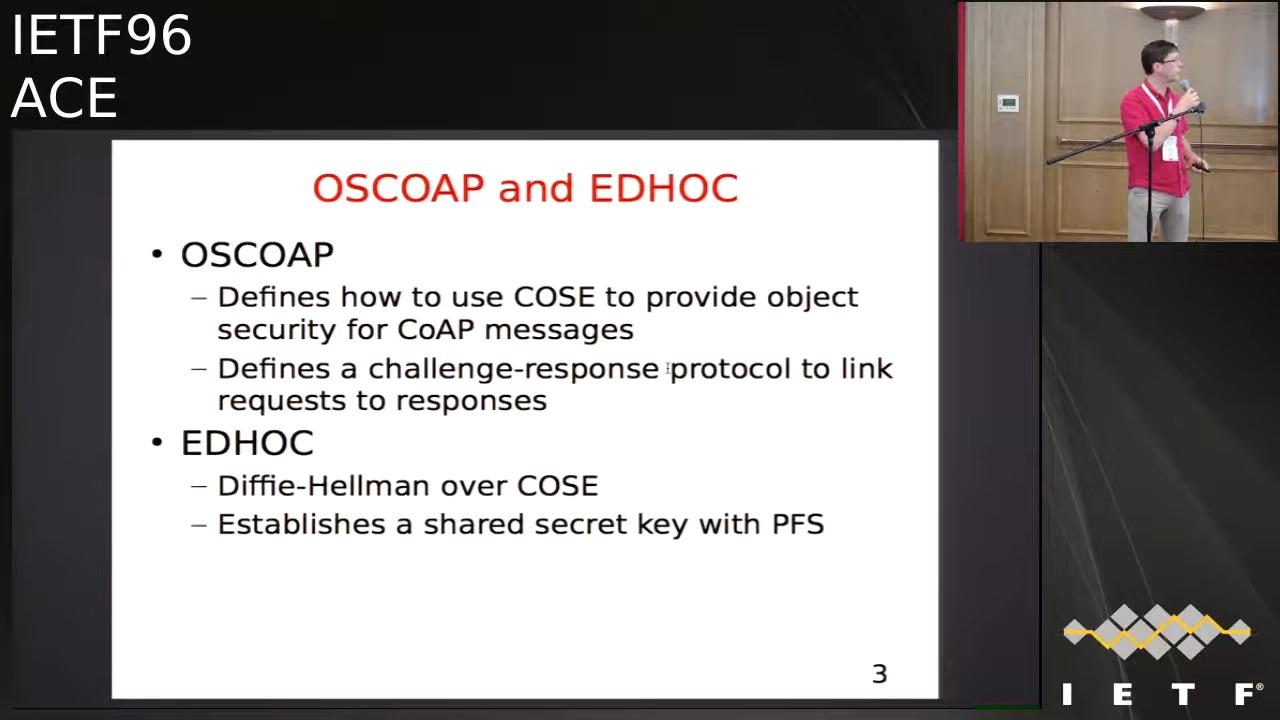 IETF96
ACE
OSCOAP and EDHOC
• OSCOAP
– Defines how to use COSE to provide object
security for CoAP messages
– Defines a challenge-response protocol to link
requests to responses
• EDHOC
– Diffie-Hellman over COSE
– Establishes a shared secret key with PFS
3
I E T F®